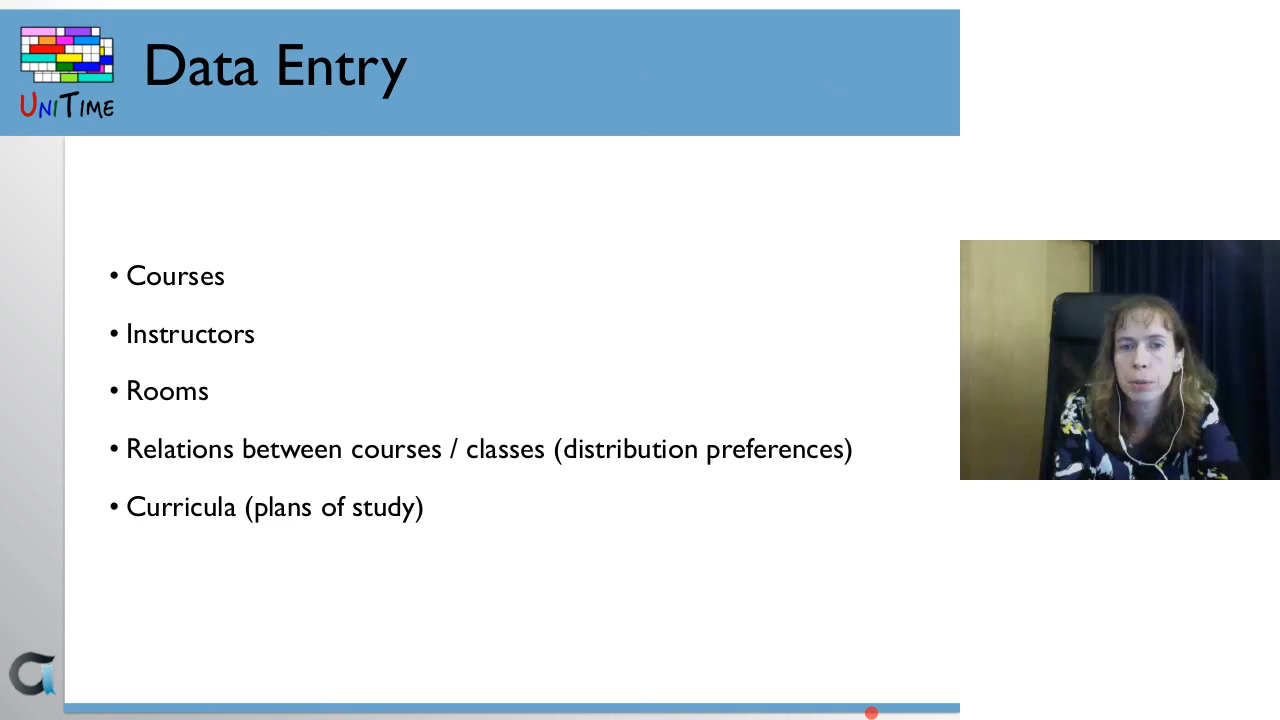 Data Entry
UNITIME
• Courses
• Instructors
• Rooms
• Relations between courses / classes (distribution preferences)
• Curricula (plans of study)